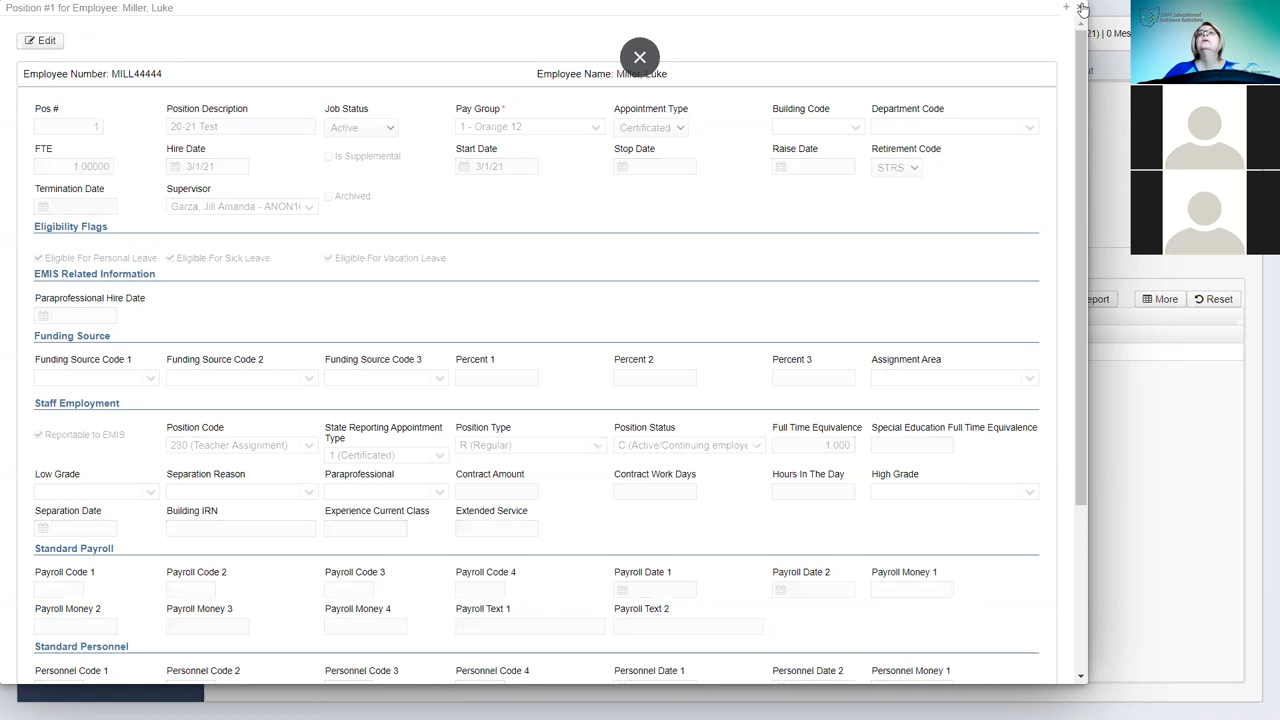 Position #1 for Employee: Miller, Luke
21) | 0 Mes
Edit
Employee Number: MILL44444 Employee Name: Miller, Luke
Pos # Position Description Job Status Pay Group * Appointment Type Building Code Department Code
1 20-21 Test Active 1 - Orange 12 Certificated
FTE Hire Date Is Supplemental Start Date Stop Date Raise Date Retirement Code
1.00000 3/1/21 3/1/21 STRS
Termination Date Supervisor Archived
Garza, Jill Amanda - ANON1(
Eligibility Flags
Eligible For Personal Leave Eligible For Sick Leave Eligible For Vacation Leave
EMIS Related Information
Paraprofessional Hire Date
port More Reset
Funding Source
Funding Source Code 1 Funding Source Code 2 Funding Source Code 3 Percent 1 Percent 2 Percent 3 Assignment Area
Staff Employment
Reportable to EMIS Position Code State Reporting Appointment Type Position Type Position Status Full Time Equivalence Special Education Full Time Equivalence
230 (Teacher Assignment) 1 (Certificated) R (Regular) C (Active/Continuing employe 1.000
Low Grade Separation Reason Paraprofessional Contract Amount Contract Work Days Hours In The Day High Grade
Separation Date Building IRN Experience Current Class Extended Service
Standard Payroll
Payroll Code 1 Payroll Code 2 Payroll Code 3 Payroll Code 4 Payroll Date 1 Payroll Date 2 Payroll Money 1
Payroll Money 2 Payroll Money 3 Payroll Money 4 Payroll Text 1 Payroll Text 2
Standard Personnel
Personnel Code 1 Personnel Code 2 Personnel Code 3 Personnel Code 4 Personnel Date 1 Personnel Date 2 Personnel Money 1